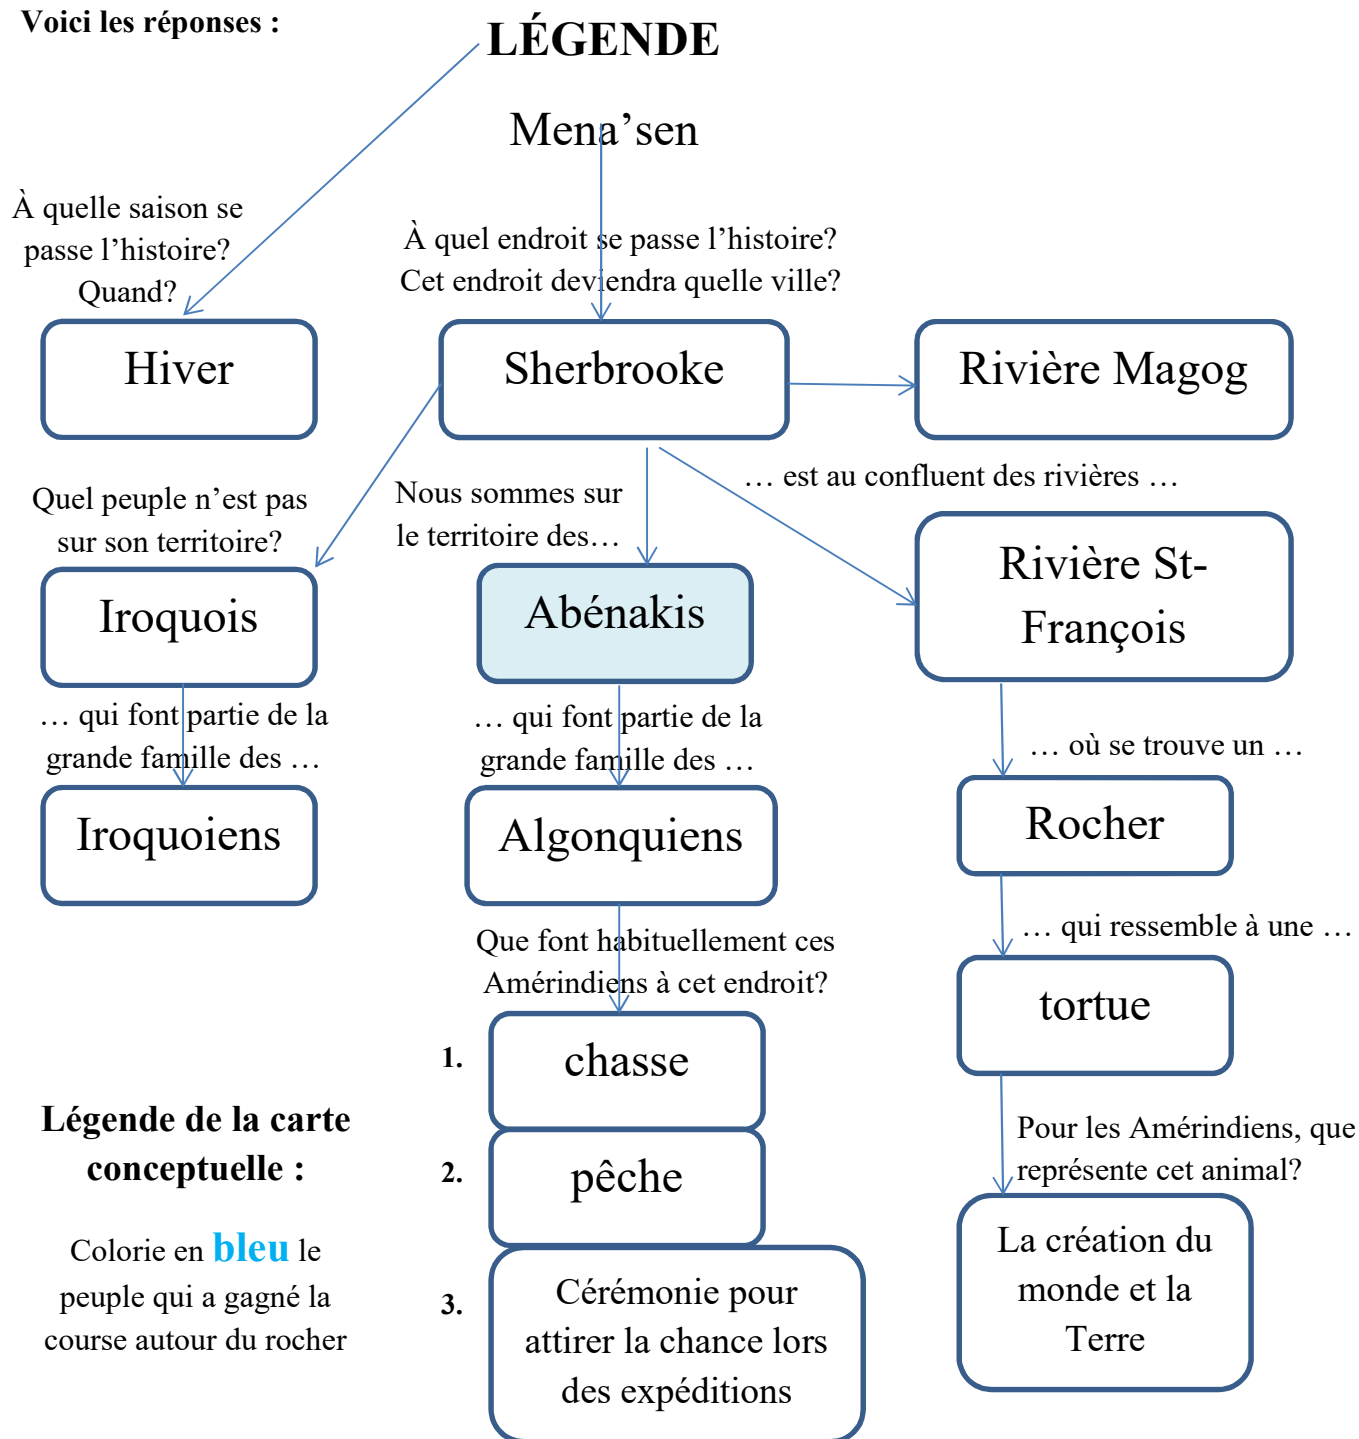 Voici les réponses :
LÉGENDE
Mena’sen
À quelle saison se
passe l’histoire?
Quand?
À quel endroit se passe l’histoire?
Cet endroit deviendra quelle ville?
Hiver
Sherbrooke
Rivière Magog
… est au confluent des rivières …
Quel peuple n’est pas
sur son territoire?
Nous sommes sur
le territoire des…
Iroquois
Abénakis
Rivière St-
François
… qui font partie de la
grande famille des …
… qui font partie de la
grande famille des …
… où se trouve un …
Iroquoiens
Algonquiens
Rocher
… qui ressemble à une …
Que font habituellement ces
Amérindiens à cet endroit?
tortue
1. chasse
2. pêche
3. Cérémonie pour
attirer la chance lors
des expéditions
Pour les Amérindiens, que
représente cet animal?
La création du
monde et la
Terre
Légende de la carte
conceptuelle :
Colorie en bleu le
peuple qui a gagné la
course autour du rocher